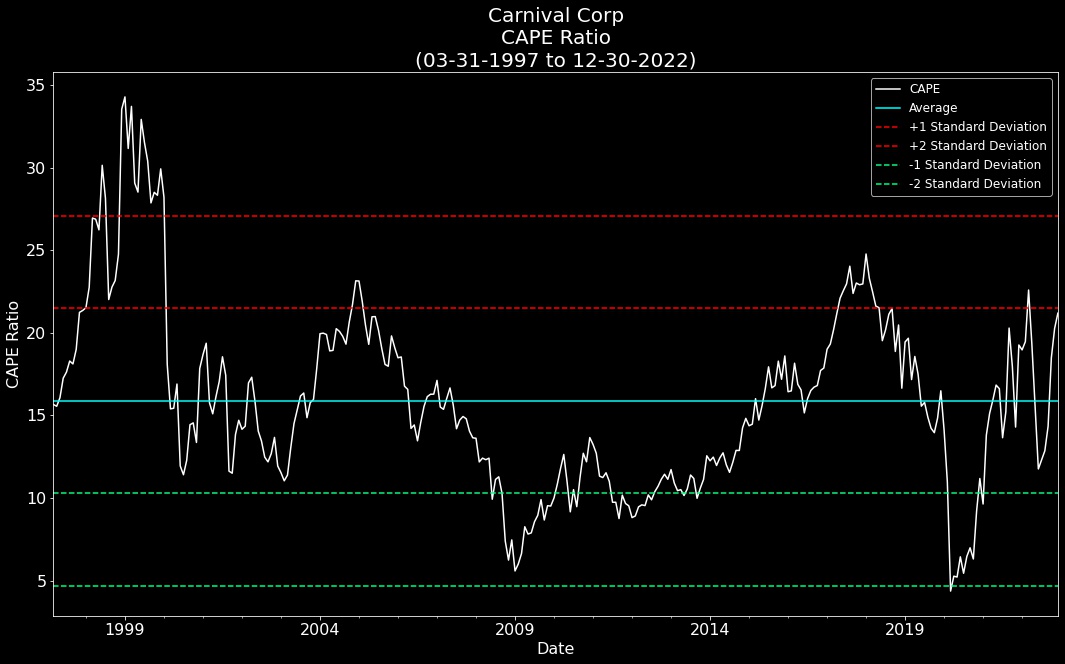 Carnival Corp
CAPE Ratio
(03-31-1997 to 12-30-2022)
CAPE
Average
+1 Standard Deviation
+2 Standard Deviation
-1 Standard Deviation
-2 Standard Deviation
CAPE Ratio
35
30
25
20
15
10
5
1999 2004 2009 2014 2019
Date